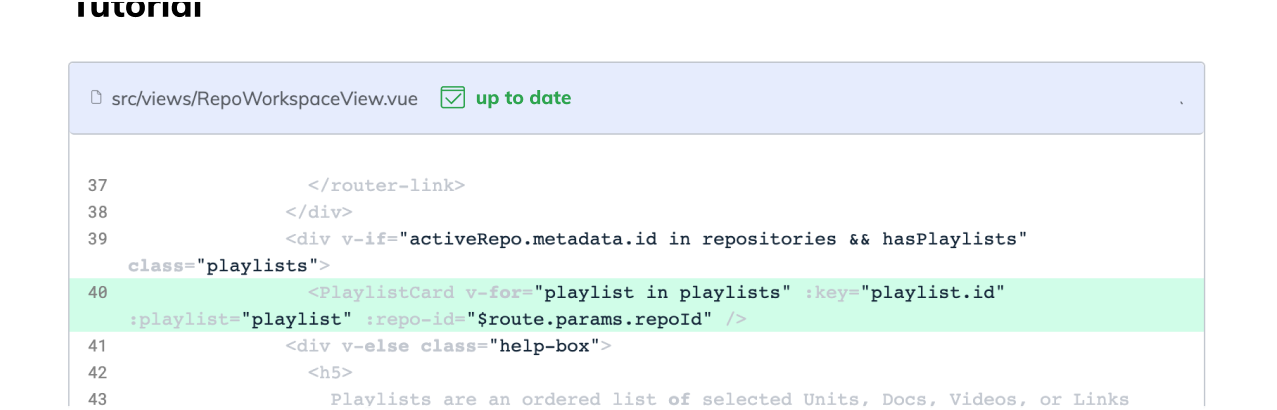 Tutorial
src/views/RepoWorkspaceView.vue up to date
37 </router-link>
38 </div>
39 <div v-if="activeRepo.metadata.id in repositories && hasPlaylists"
class="playlists">
40 <PlaylistCard v-for="playlist in playlists" :key="playlist.id"
:playlist="playlist" :repo-id="$route.params.repoId" />
41 <div v-else class="help-box">
42 <h5>
43 Playlists are an ordered list of selected Units, Docs, Videos, or Links